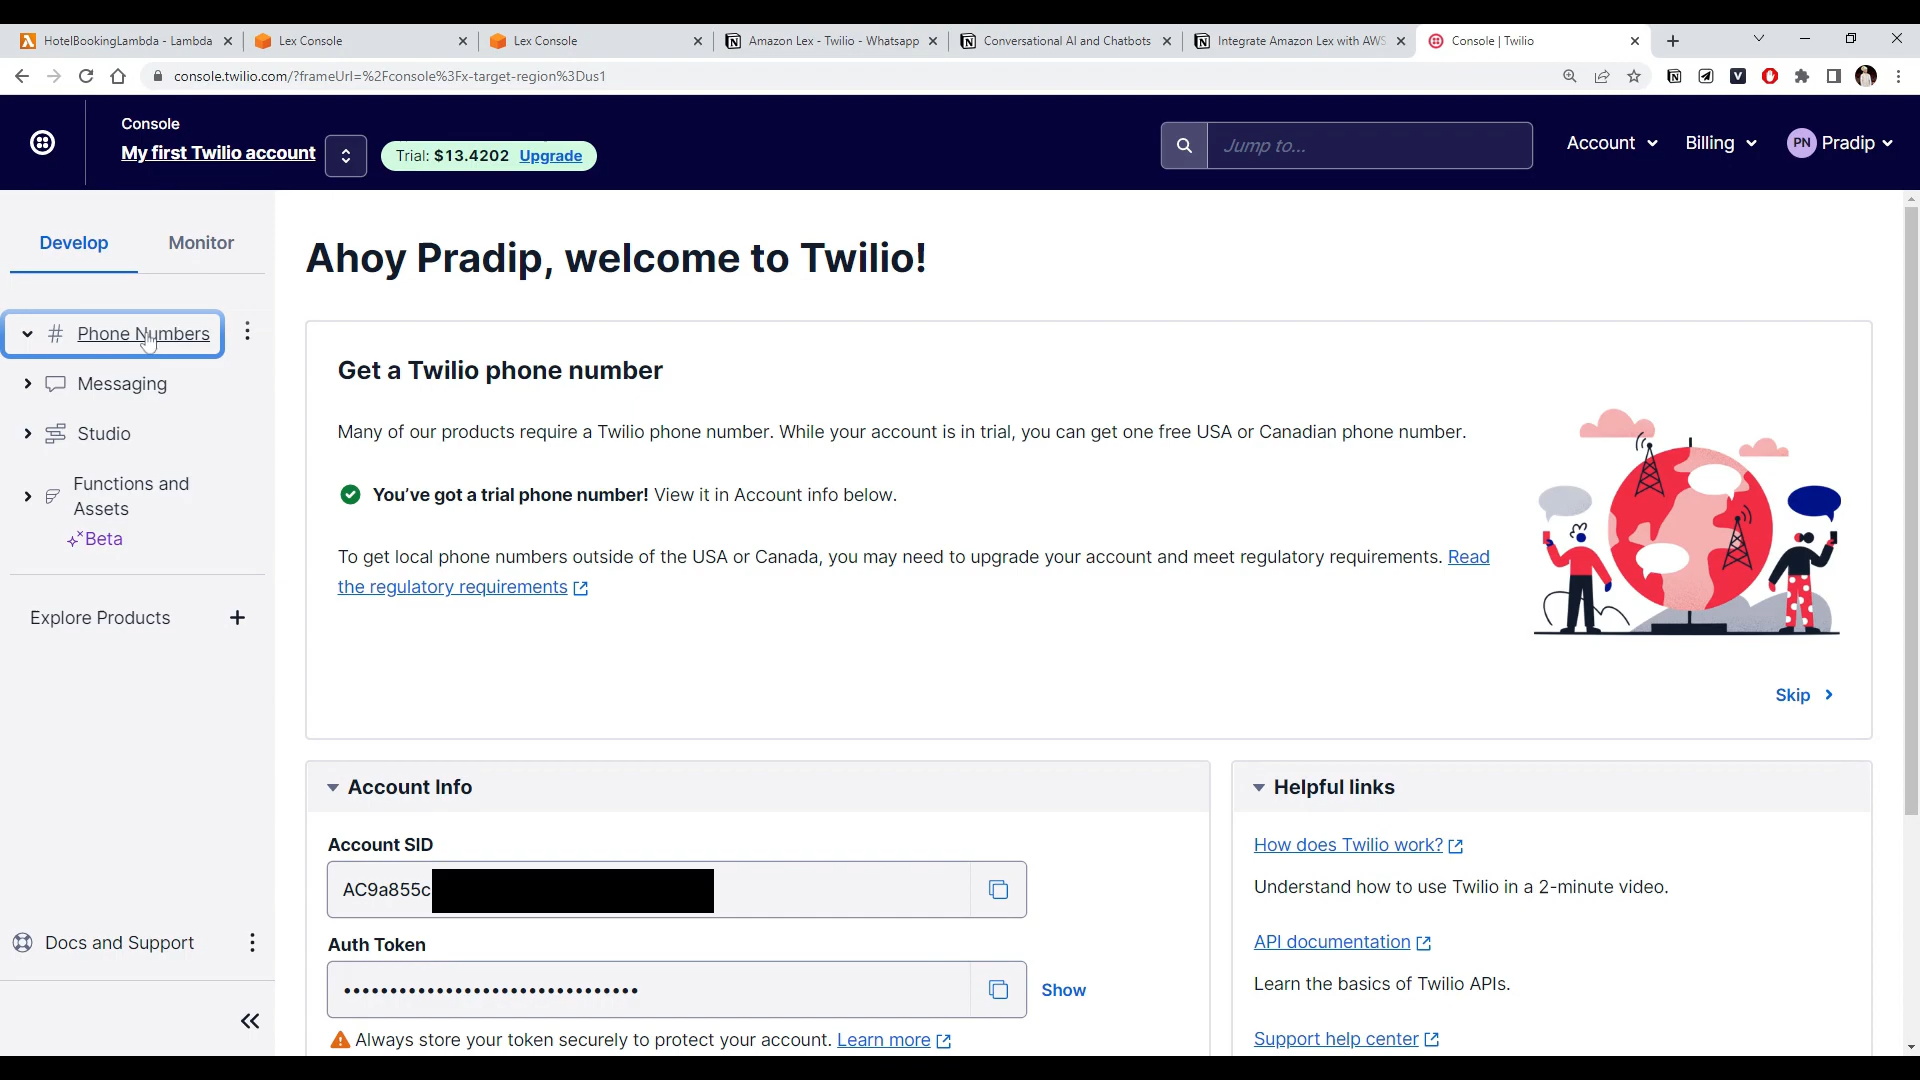 HotelBookingLambda - Lambda
Lex Console
Lex Console
Amazon Lex - Twilio - Whatsapp
Conversational AI and Chatbots
Integrate Amazon Lex with AWS
Console | Twilio
console.twilio.com/?frameUrl=%2Fconsole%3Fx-target-region%3Dus1
Console
My first Twilio account
Trial: $13.4202 Upgrade
Jump to...
Account
Billing
PN
Pradip
Develop
Monitor
# Phone Numbers
Messaging
Studio
Functions and
Assets
Beta
Explore Products +
Docs and Support
Ahoy Pradip, welcome to Twilio!
Get a Twilio phone number
Many of our products require a Twilio phone number. While your account is in trial, you can get one free USA or Canadian phone number.
You've got a trial phone number! View it in Account info below.
To get local phone numbers outside of the USA or Canada, you may need to upgrade your account and meet regulatory requirements. Read
the regulatory requirements
Skip
Account Info
Account SID
AC9a855c
Auth Token
••••••••••••••••••••••••••••••••
Show
Always store your token securely to protect your account. Learn more
Helpful links
How does Twilio work?
Understand how to use Twilio in a 2-minute video.
API documentation
Learn the basics of Twilio APIs.
Support help center